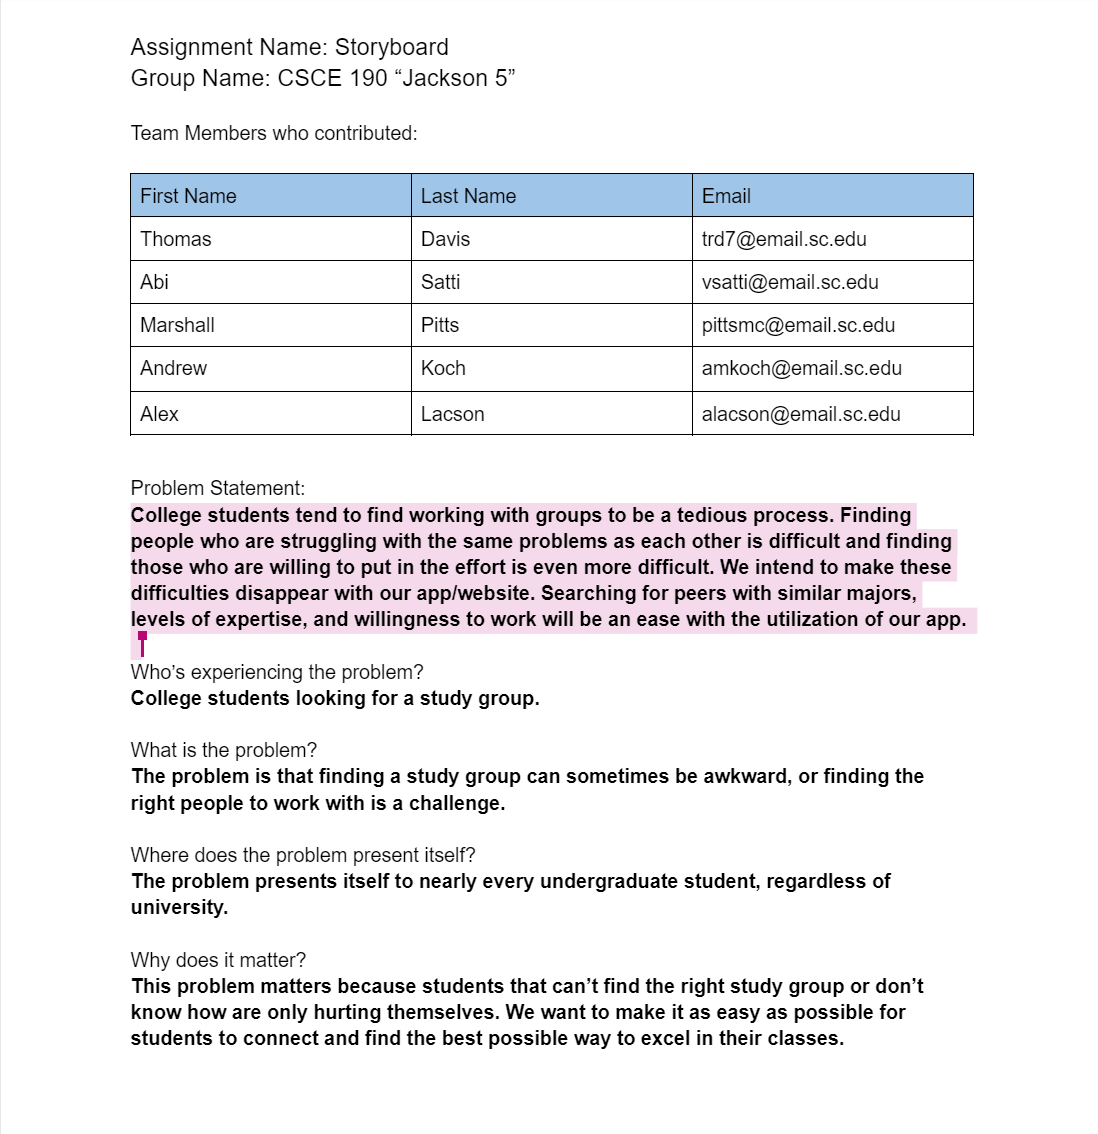 Assignment Name: Storyboard
Group Name: CSCE 190 “Jackson 5”
Team Members who contributed:
First Name Last Name Email
Thomas Davis trd7@email.sc.edu
Abi Satti vsatti@email.sc.edu
Marshall Pitts pittsmc@email.sc.edu
Andrew Koch amkoch@email.sc.edu
Alex Lacson alacson@email.sc.edu
Problem Statement:
College students tend to find working with groups to be a tedious process. Finding
people who are struggling with the same problems as each other is difficult and finding
those who are willing to put in the effort is even more difficult. We intend to make these
difficulties disappear with our app/website. Searching for peers with similar majors,
levels of expertise, and willingness to work will be an ease with the utilization of our app.
Who’s experiencing the problem?
College students looking for a study group.
What is the problem?
The problem is that finding a study group can sometimes be awkward, or finding the
right people to work with is a challenge.
Where does the problem present itself?
The problem presents itself to nearly every undergraduate student, regardless of
university.
Why does it matter?
This problem matters because students that can’t find the right study group or don’t
know how are only hurting themselves. We want to make it as easy as possible for
students to connect and find the best possible way to excel in their classes.